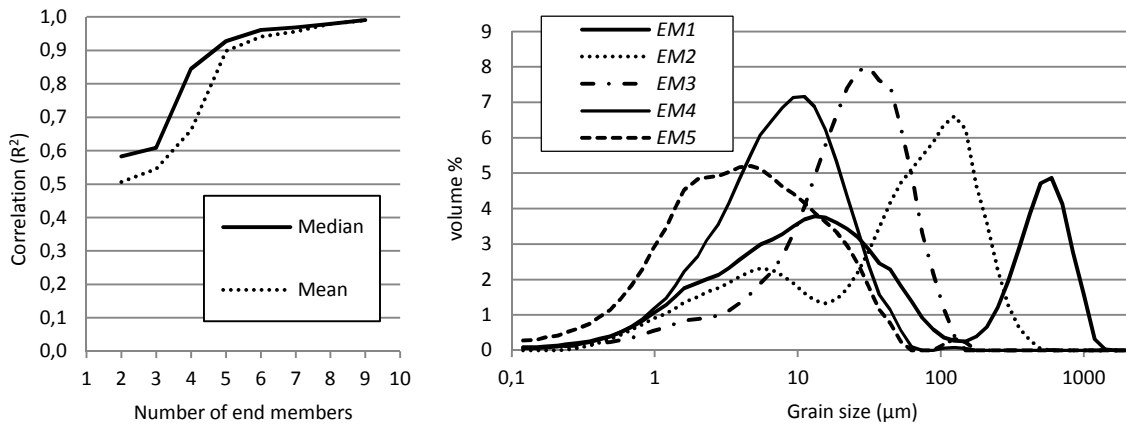 1,0
0,9
0,8
0,7
0,6
0,5
0,4
0,3
0,2
0,1
0,0
Correlation (R²)
Median
Mean
1 2 3 4 5 6 7 8 9 10
Number of end members
9
8
7
6
5
4
3
2
1
0
volume %
EM1
EM2
EM3
EM4
EM5
0,1 1 10 100 1000
Grain size (µm)